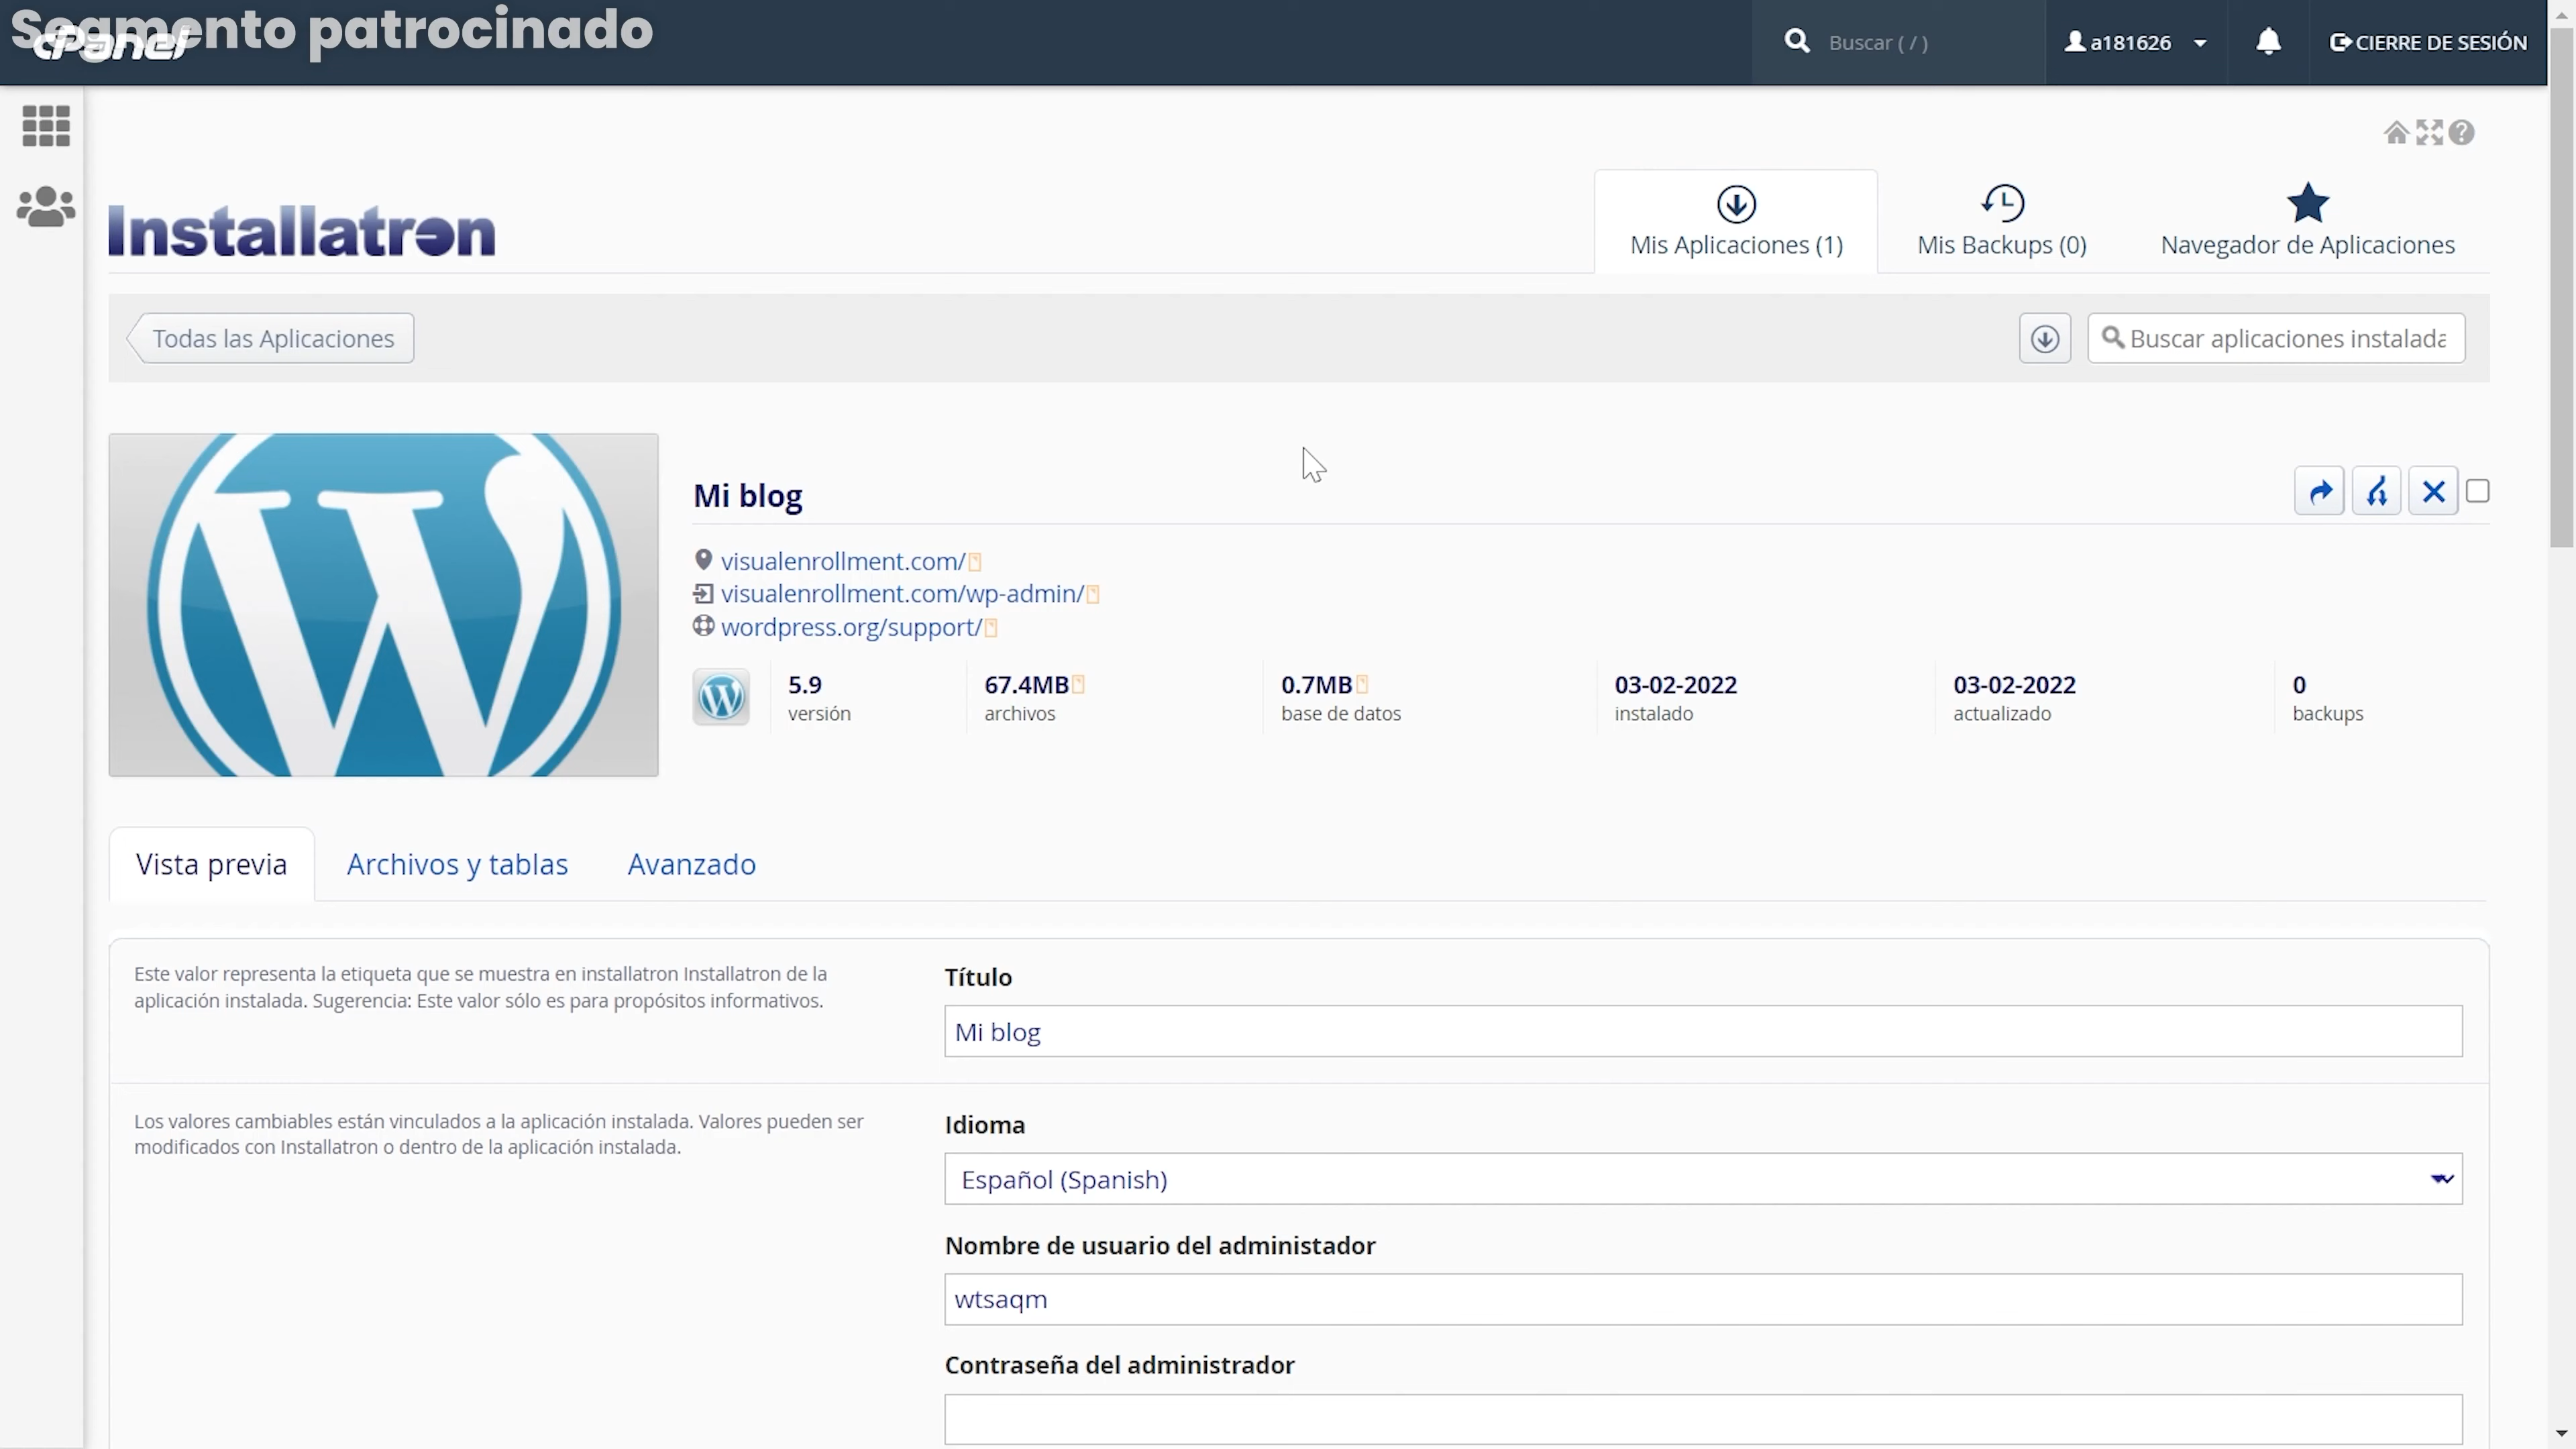 Segmento patrocinado
cPanel
Buscar ( / )
a181626
CIERRE DE SESIÓN
Installatron
Mis Aplicaciones (1)
Mis Backups (0)
Navegador de Aplicaciones
Todas las Aplicaciones
Buscar aplicaciones instalada
Mi blog
visualenrollment.com/
visualenrollment.com/wp-admin/
wordpress.org/support/
5.9
versión
67.4MB
archivos
0.7MB
base de datos
03-02-2022
instalado
03-02-2022
actualizado
0
backups
Vista previa
Archivos y tablas
Avanzado
Este valor representa la etiqueta que se muestra en installatron Installatron de la
aplicación instalada. Sugerencia: Este valor sólo es para propósitos informativos.
Título
Mi blog
Los valores cambiables están vinculados a la aplicación instalada. Valores pueden ser
modificados con Installatron o dentro de la aplicación instalada.
Idioma
Español (Spanish)
Nombre de usuario del administador
wtsaqm
Contraseña del administrador